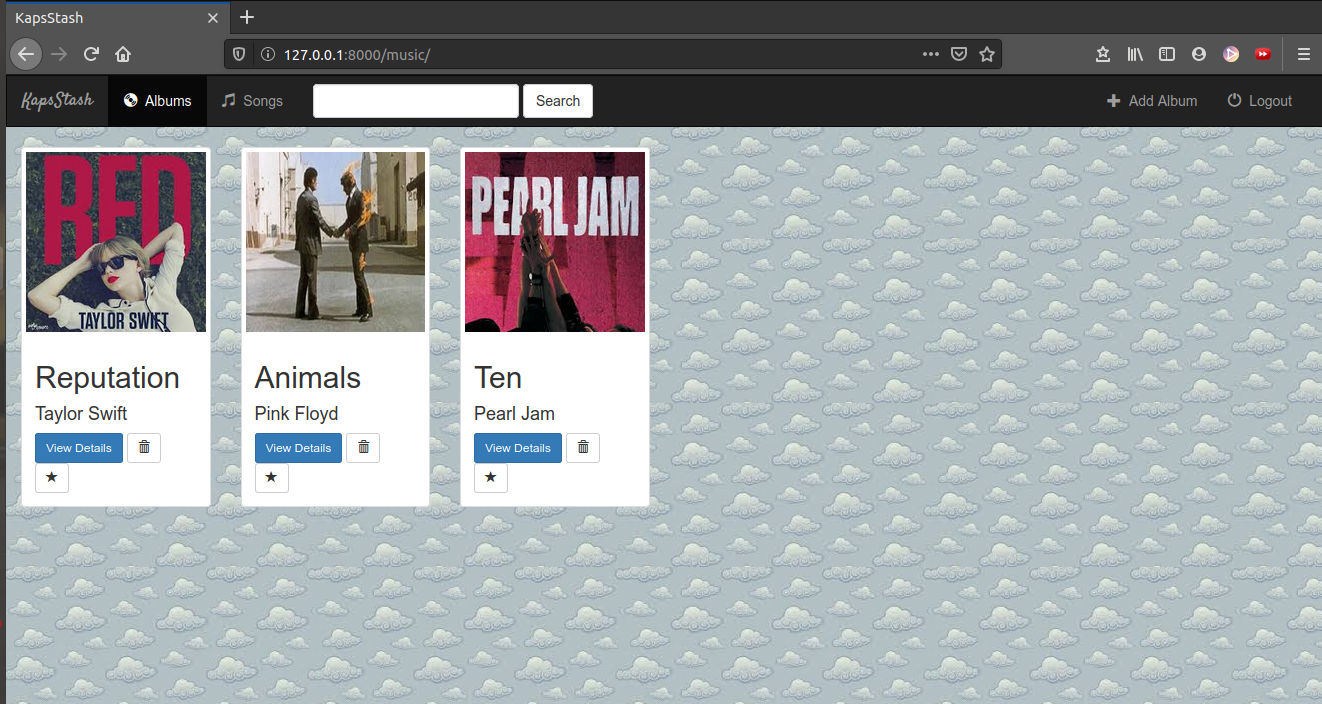 KapsStash
127.0.0.1:8000/music/
KapsStash Albums Songs Search Add Album Logout
RED
TAYLOR SWIFT
PEARL JAM
Reputation
Taylor Swift
View Details
Animals
Pink Floyd
View Details
Ten
Pearl Jam
View Details